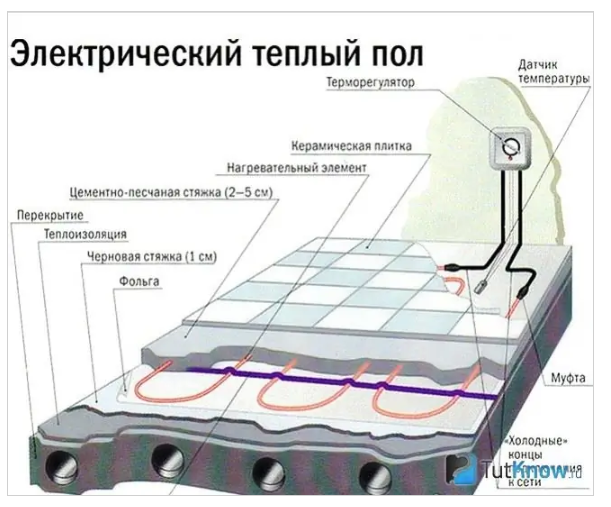 Электрический теплый пол
Датчик
температуры
Терморегулятор
Керамическая плитка
Нагревательный элемент
Цементно-песчаная стяжка (2–5 см)
Перекрытие
Теплоизоляция
Черновая стяжка (1 см)
Фольга
Муфта
«Холодные»
концы
к сети
TutKnow